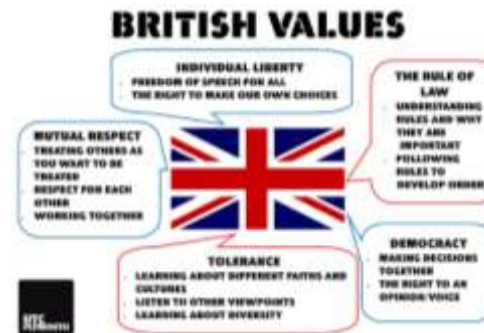 BRITISH VALUES
INDIVIDUAL LIBERTY
FREEDOM OF SPEECH FOR ALL
THE RIGHT TO MAKE OUR OWN CHOICES
THE RULE OF
LAW
UNDERSTANDING
RULES AND WHY
THEY ARE
IMPORTANT
FOLLOWING
RULES TO
DEVELOP ORDER
MUTUAL RESPECT
TREATING OTHERS AS
YOU WANT TO BE
TREATED
RESPECT FOR EACH
OTHER
WORKING TOGETHER
TOLERANCE
LEARNING ABOUT DIFFERENT FAITHS AND
CULTURES
LISTEN TO OTHER VIEWPOINTS
LEARNING ABOUT DIVERSITY
DEMOCRACY
MAKING DECISIONS
TOGETHER
THE RIGHT TO AN
OPINION/VOICE